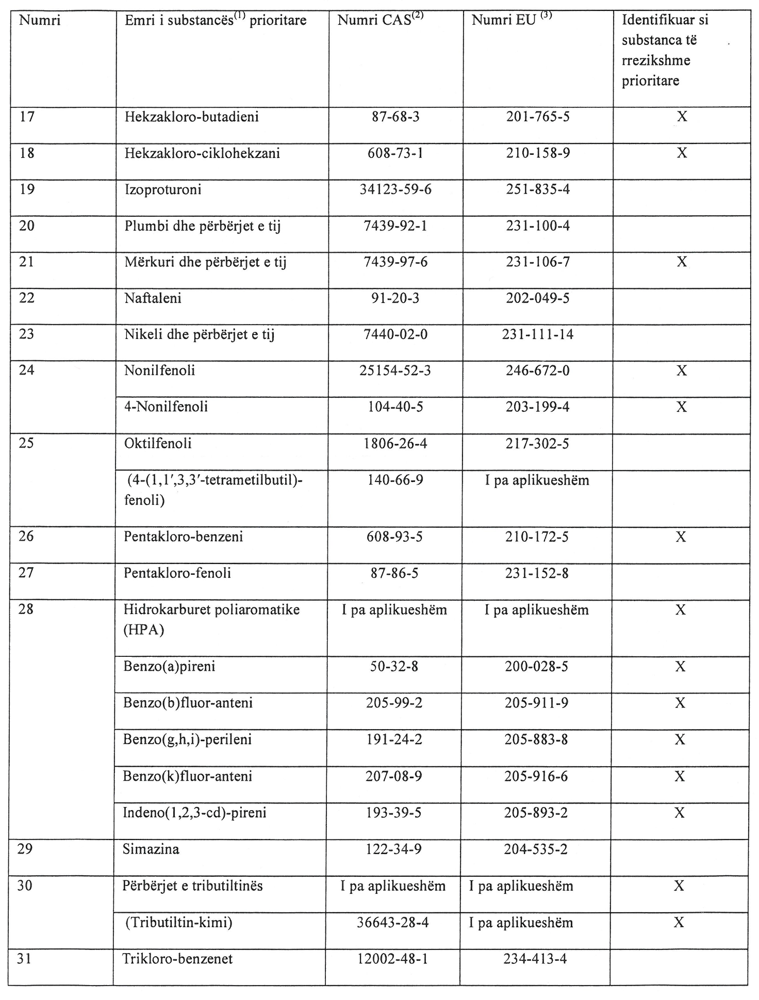 Numri Emri i substancës(1) prioritare Numri CAS(2) Numri EU (3) Identifikuar si
substanca të
rrezikshme
prioritare
17 Hekzakloro-butadieni 87-68-3 201-765-5 X
18 Hekzakloro-ciklohekzani 608-73-1 210-158-9 X
19 Izoproturoni 34123-59-6 251-835-4
20 Plumbi dhe përbërjet e tij 7439-92-1 231-100-4
21 Mërkuri dhe përbërjet e tij 7439-97-6 231-106-7 X
22 Naftaleni 91-20-3 202-049-5
23 Nikeli dhe përbërjet e tij 7440-02-0 231-111-14
24 Nonilfenoli 25154-52-3 246-672-0 X
4-Nonilfenoli 104-40-5 203-199-4 X
25 Oktilfenoli 1806-26-4 217-302-5
(4-(1,1′,3,3′-tetrametilbutil)- 140-66-9 I pa aplikueshëm
fenoli)
26 Pentakloro-benzeni 608-93-5 210-172-5 X
27 Pentakloro-fenoli 87-86-5 231-152-8
28 Hidrokarburet poliaromatike I pa aplikueshëm I pa aplikueshëm X
(HPA)
Benzo(a)pireni 50-32-8 200-028-5 X
Benzo(b)fluor-anteni 205-99-2 205-911-9 X
Benzo(g,h,i)-perileni 191-24-2 205-883-8 X
Benzo(k)fluor-anteni 207-08-9 205-916-6 X
Indeno(1,2,3-cd)-pireni 193-39-5 205-893-2 X
29 Simazina 122-34-9 204-535-2
30 Përbërjet e tributiltinës I pa aplikueshëm I pa aplikueshëm X
(Tributiltin-kimi) 36643-28-4 I pa aplikueshëm X
31 Trikloro-benzenet 12002-48-1 234-413-4